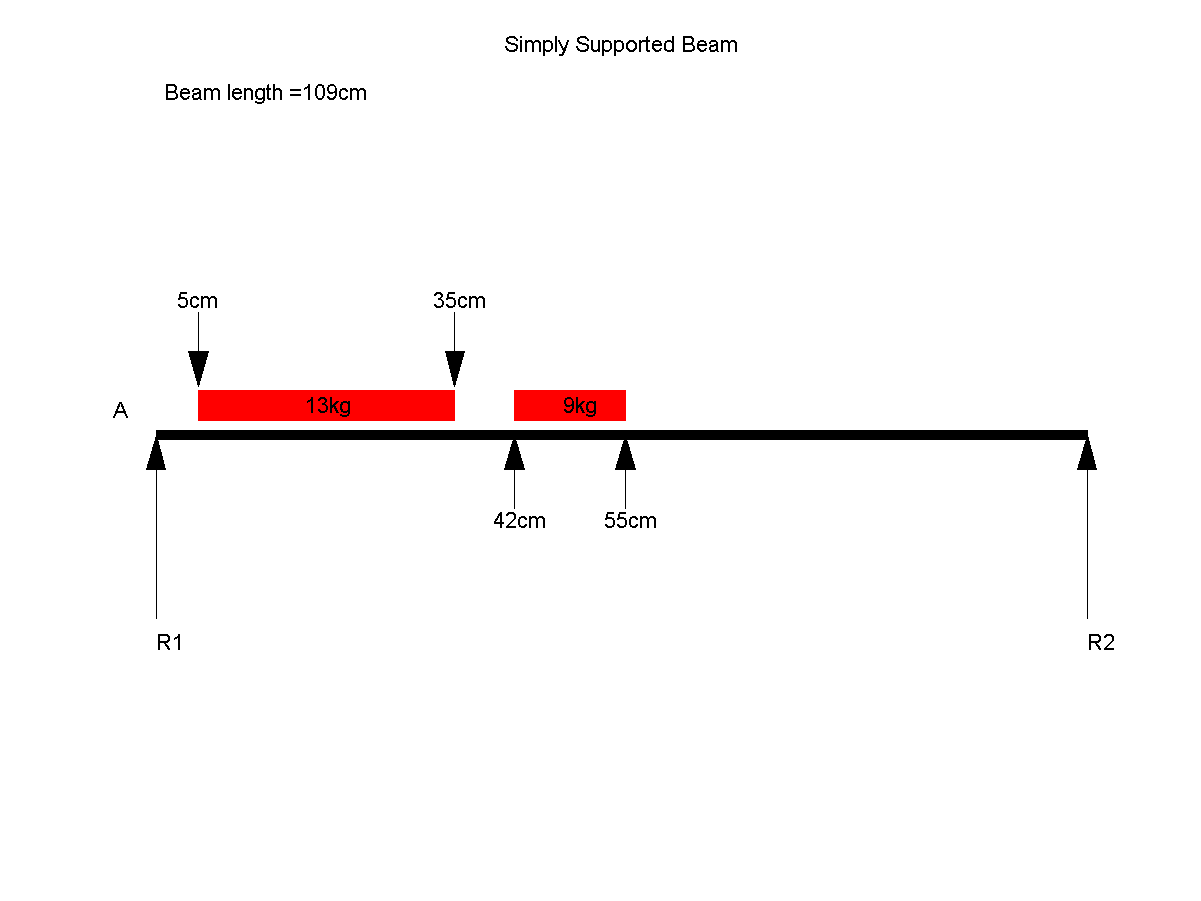 Simply Supported Beam
Beam length =109cm
5cm
35cm
A
13kg
9kg
42cm
55cm
R1
R2